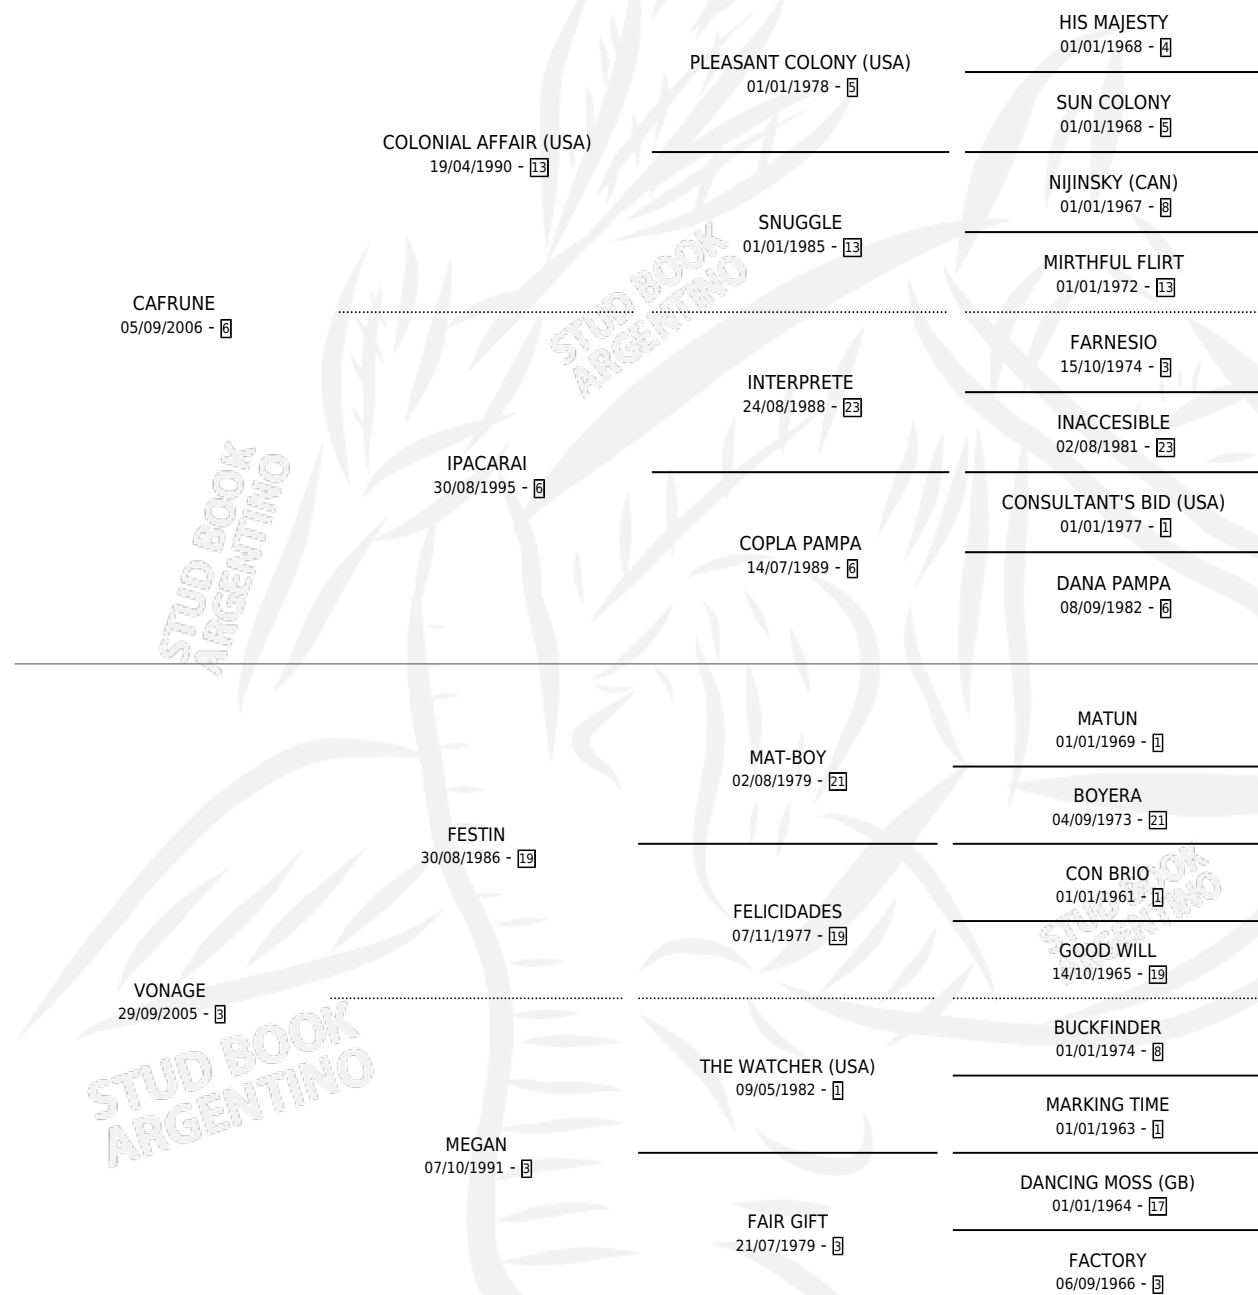 HIS MAJESTY
01/01/1968 - 4
PLEASANT COLONY (USA)
01/01/1978 - 5
SUN COLONY
01/01/1968 - 5
COLONIAL AFFAIR (USA)
19/04/1990 - 13
NIJINSKY (CAN)
01/01/1967 - 8
SNUGGLE
01/01/1985 - 13
MIRTHFUL FLIRT
01/01/1972 - 13
CAFRUNE
05/09/2006 - 6
STUD BOOK
ARGENTINO
FARNESIO
15/10/1974 - 3
INTERPRETE
24/08/1988 - 23
INACCESIBLE
02/08/1981 - 23
IPACARAI
30/08/1995 - 6
CONSULTANT'S BID (USA)
01/01/1977 - 1
COPLA PAMPA
14/07/1989 - 6
DANA PAMPA
08/09/1982 - 6
STUD BOOK
ARGENTINO
MATUN
01/01/1969 - 1
MAT-BOY
02/08/1979 - 21
BOYERA
04/09/1973 - 21
FESTIN
30/08/1986 - 19
CON BRIO
01/01/1961 - 1
FELICIDADES
07/11/1977 - 19
STUD BOOK
ARGENTINO
GOOD WILL
14/10/1965 - 19
VONAGE
29/09/2005 - 3
STUD BOOK
ARGENTINO
BUCKFINDER
01/01/1974 - 8
THE WATCHER (USA)
09/05/1982 - 1
MARKING TIME
01/01/1963 - 1
MEGAN
07/10/1991 - 3
DANCING MOSS (GB)
01/01/1964 - 17
FAIR GIFT
21/07/1979 - 3
FACTORY
06/09/1966 - 3